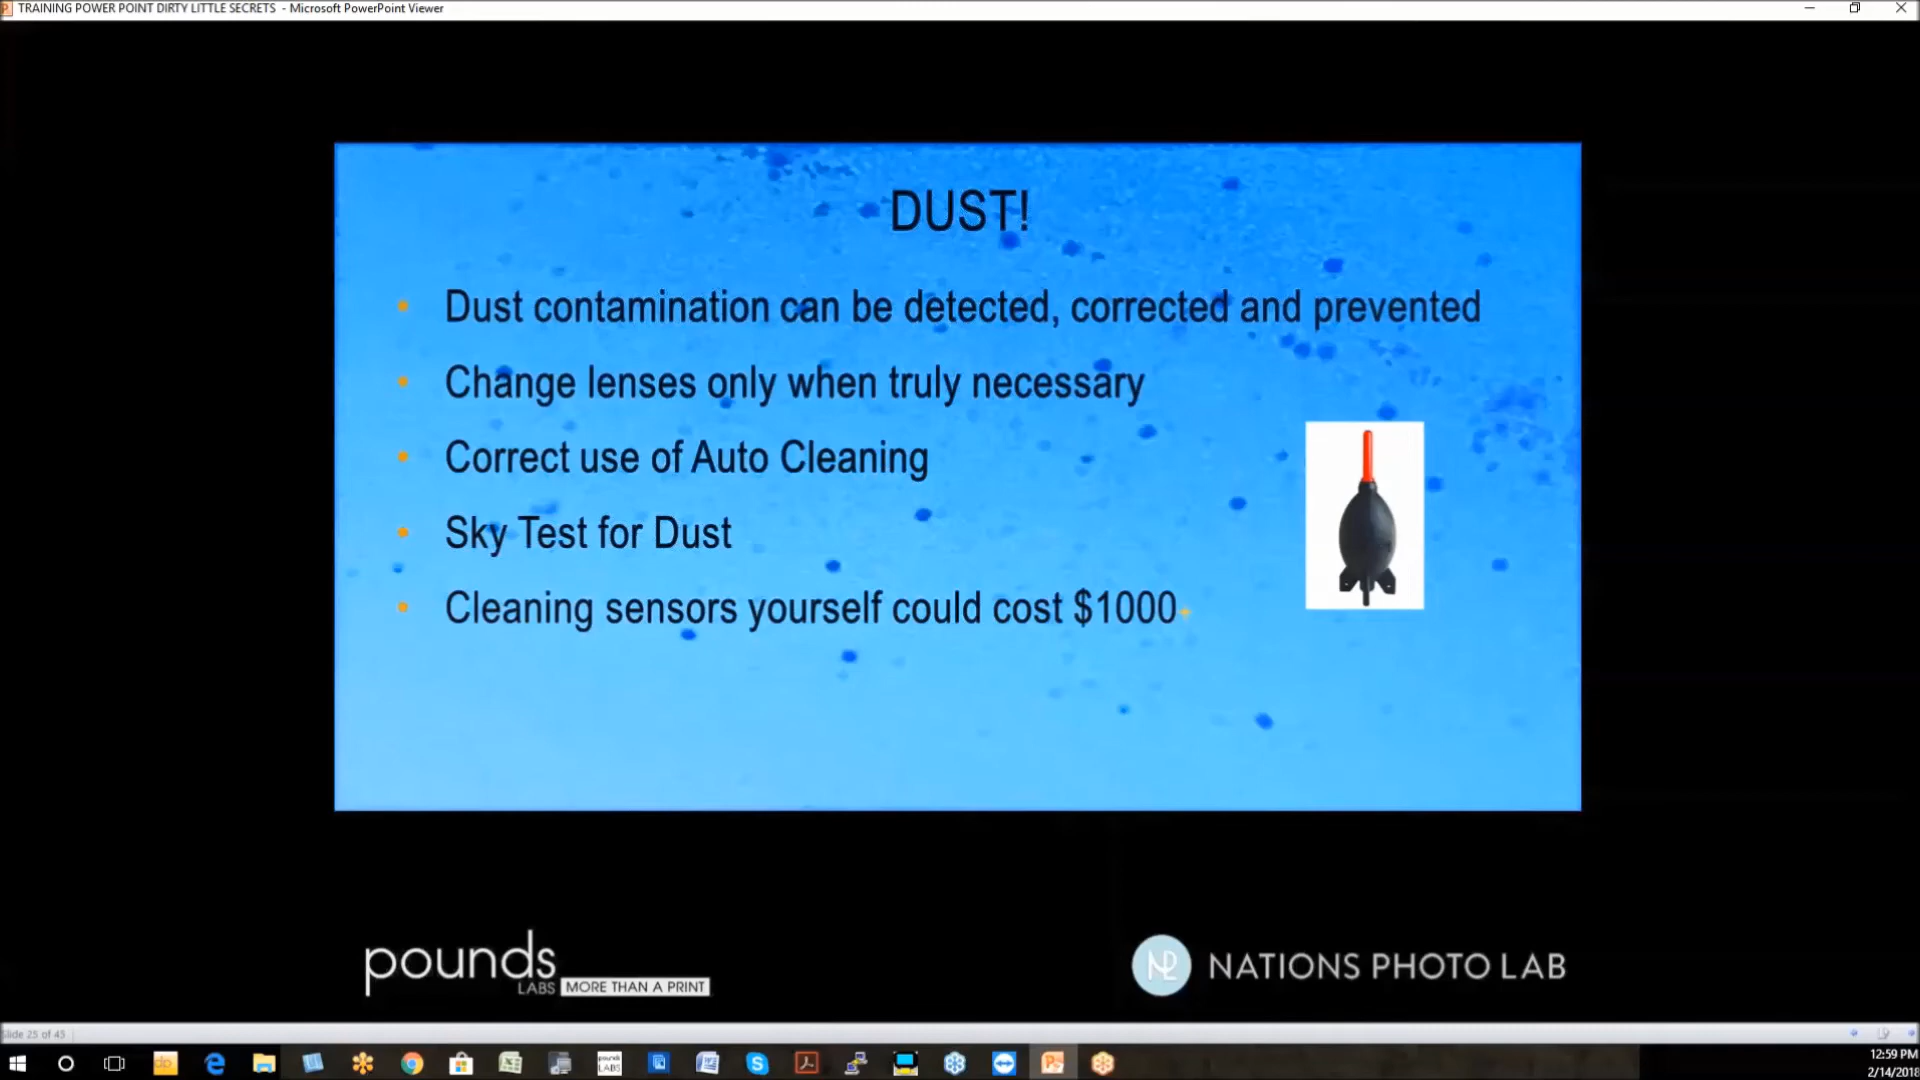 TRAINING POWER POINT DIRTY LITTLE SECRETS - Microsoft PowerPoint Viewer
DUST!
Dust contamination can be detected, corrected and prevented
Change lenses only when truly necessary
Correct use of Auto Cleaning
Sky Test for Dust
Cleaning sensors yourself could cost $1000+
pounds
LABS MORE THAN A PRINT
NPL NATIONS PHOTO LAB
Slide 25 of 45
pounds
LABS
12:59 PM
2/14/2018